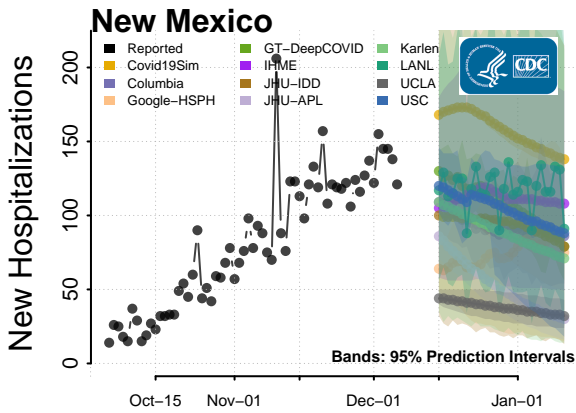 New Mexico
Reported
Covid19Sim
Columbia
Google−HSPH
GT−DeepCOVID
IHME
JHU−IDD
JHU−APL
Karlen
LANL
UCLA
USC
CDC
New Hospitalizations
200
150
100
50
0
Bands: 95% Prediction Intervals
Oct−15 Nov−01 Dec−01 Jan−01